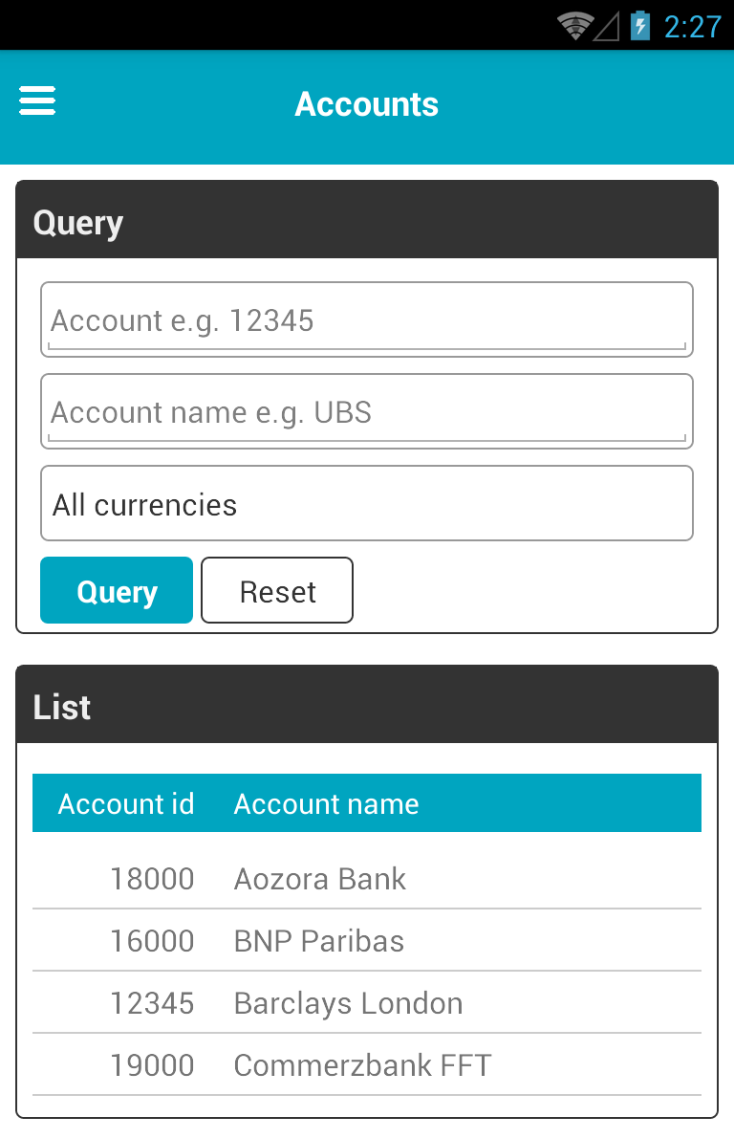 2:27
Accounts
Query
Account e.g. 12345
Account name e.g. UBS
All currencies
Query Reset
List
Account id Account name
18000 Aozora Bank
16000 BNP Paribas
12345 Barclays London
19000 Commerzbank FFT